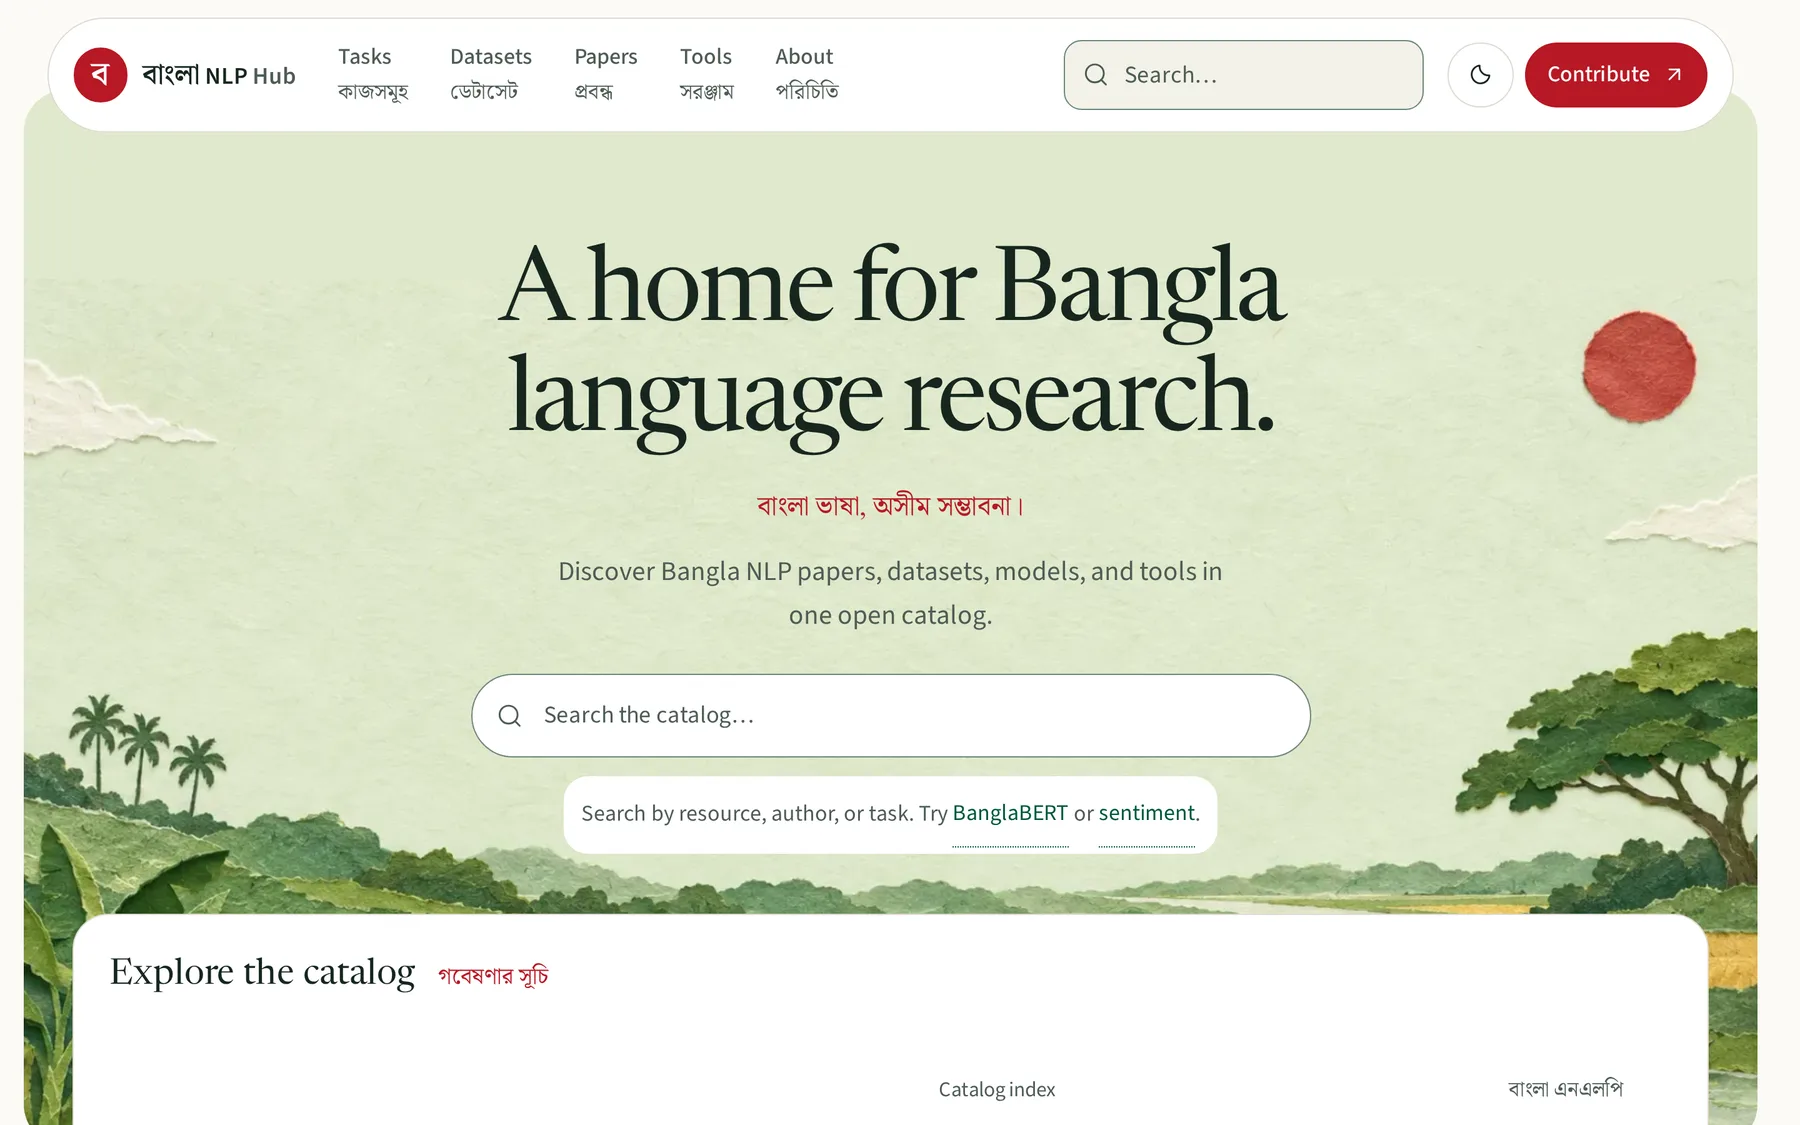 ব বাংলা NLP Hub
Tasks Datasets Papers Tools About
কাজসমূহ ডেটাসেট প্রবন্ধ সরঞ্জাম পরিচিতি
Search…
Contribute
A home for Bangla
language research.
বাংলা ভাষা, অসীম সম্ভাবনা।
Discover Bangla NLP papers, datasets, models, and tools in
one open catalog.
Search the catalog…
Search by resource, author, or task. Try BanglaBERT or sentiment.
Explore the catalog গবেষণার সূচি
Catalog index বাংলা এনএলপি